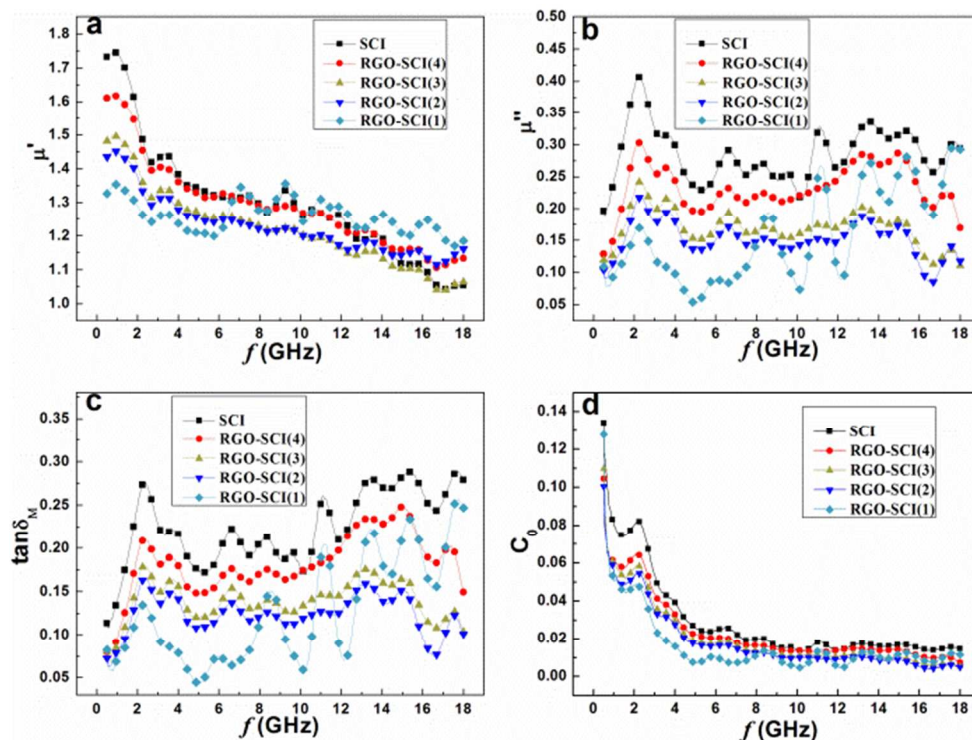 a
SCI
RGO-SCI(4)
RGO-SCI(3)
RGO-SCI(2)
RGO-SCI(1)
μ'
1.8
1.7
1.6
1.5
1.4
1.3
1.2
1.1
1.0
0 2 4 6 8 10 12 14 16 18
f (GHz)
b
SCI
RGO-SCI(4)
RGO-SCI(3)
RGO-SCI(2)
RGO-SCI(1)
μ"
0.50
0.45
0.40
0.35
0.30
0.25
0.20
0.15
0.10
0.05
0 2 4 6 8 10 12 14 16 18
f (GHz)
c
SCI
RGO-SCI(4)
RGO-SCI(3)
RGO-SCI(2)
RGO-SCI(1)
tanδM
0.35
0.30
0.25
0.20
0.15
0.10
0.05
0 2 4 6 8 10 12 14 16 18
f (GHz)
d
SCI
RGO-SCI(4)
RGO-SCI(3)
RGO-SCI(2)
RGO-SCI(1)
C0
0.14
0.12
0.10
0.08
0.06
0.04
0.02
0.00
0 2 4 6 8 10 12 14 16 18
f (GHz)